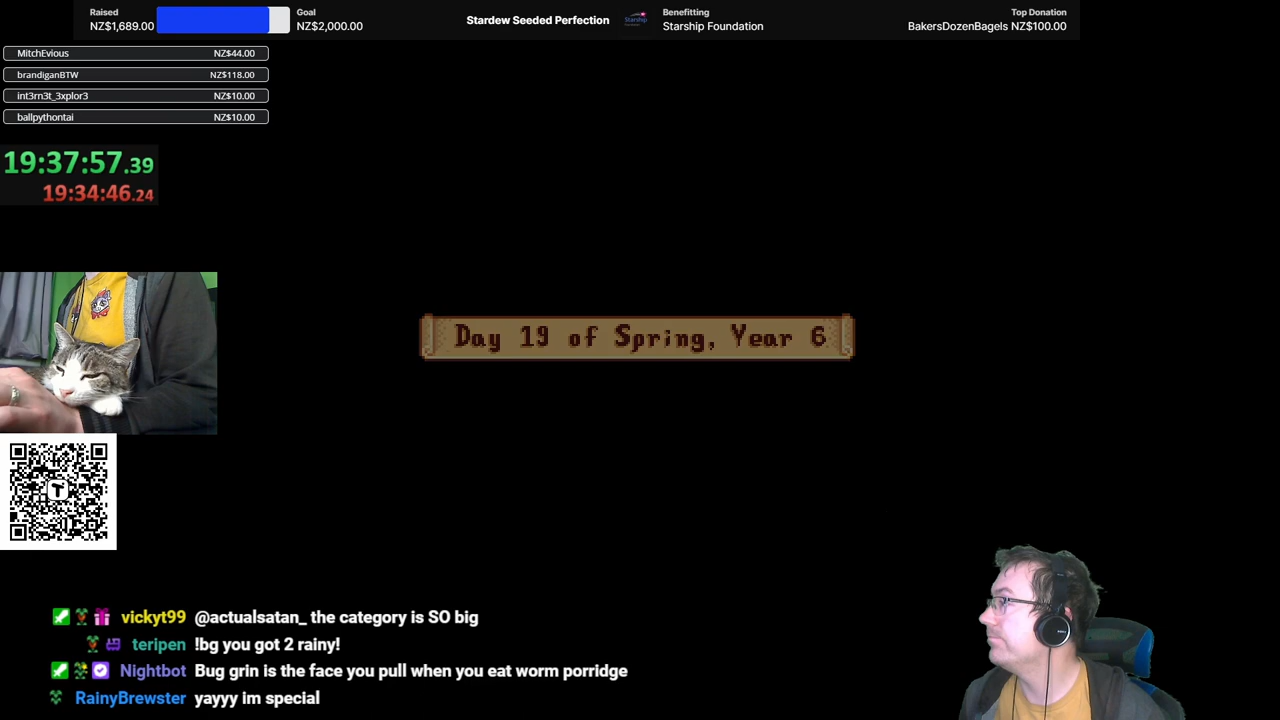 Raised
NZ$1,689.00
Goal
NZ$2,000.00
Stardew Seeded Perfection
Starship
Benefitting
Starship Foundation
Top Donation
BakersDozenBagels NZ$100.00
MitchEvious NZ$44.00
brandiganBTW NZ$118.00
int3rn3t_3xplor3 NZ$10.00
ballpythontai NZ$10.00
19:37:57.39
19:34:46.24
Day 19 of Spring, Year 6
T
vickyt99 @actualsatan_ the category is SO big
teripen !bg you got 2 rainy!
Nightbot Bug grin is the face you pull when you eat worm porridge
RainyBrewster yayyy im special